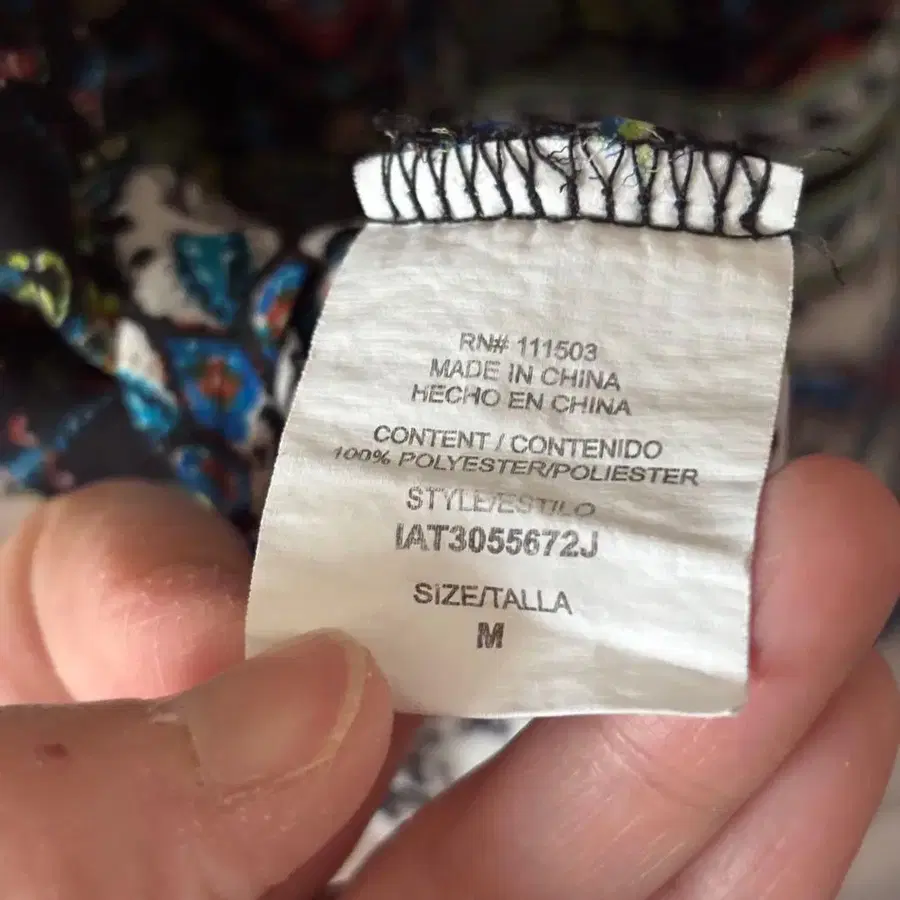 RN# 111503
MADE IN CHINA
HECHO EN CHINA
CONTENT / CONTENIDO
100% POLYESTER/POLIESTER
STYLE/ESTILO
IAT3055672J
SIZE/TALLA
M